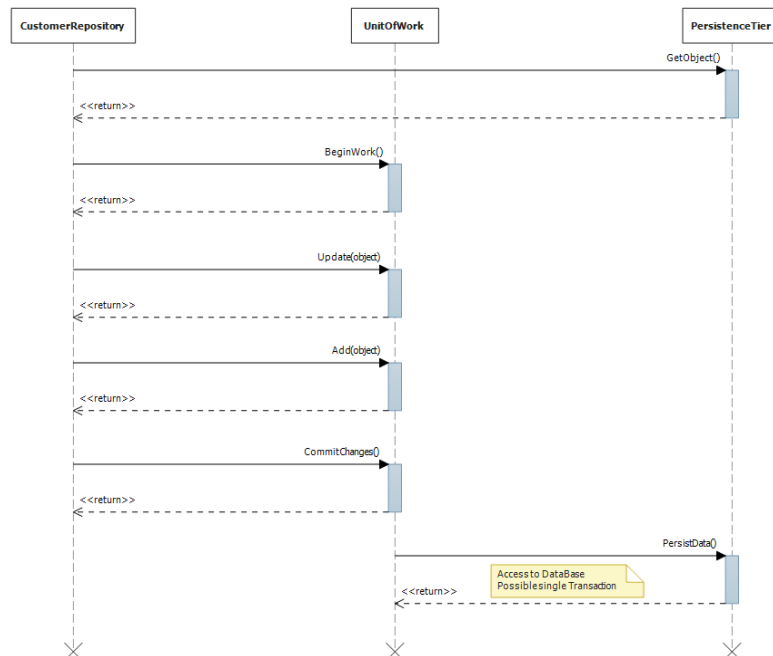 CustomerRepository
UnitOfWork
PersistenceTier
GetObject()
<<return>>
BeginWork()
<<return>>
Update(object)
<<return>>
Add(object)
<<return>>
CommitChanges()
<<return>>
PersistData()
Access to DataBase
Possible single Transaction
<<return>>